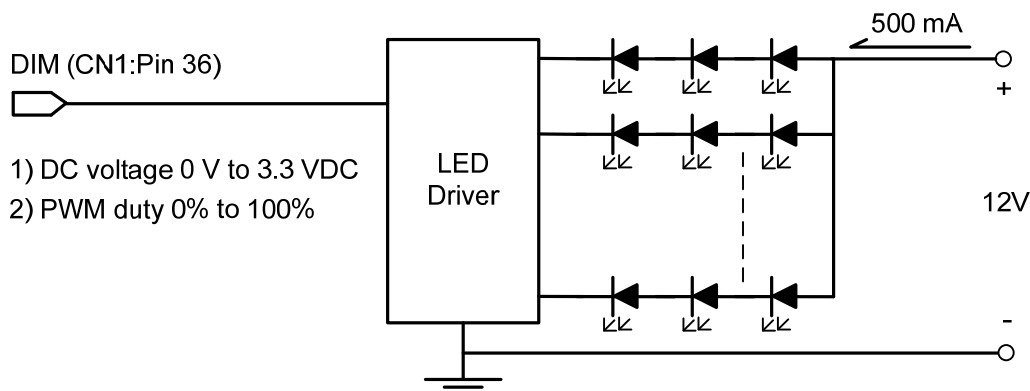 500 mA
DIM (CN1:Pin 36)
+
1) DC voltage 0 V to 3.3 VDC
2) PWM duty 0% to 100%
LED
Driver
12V
-